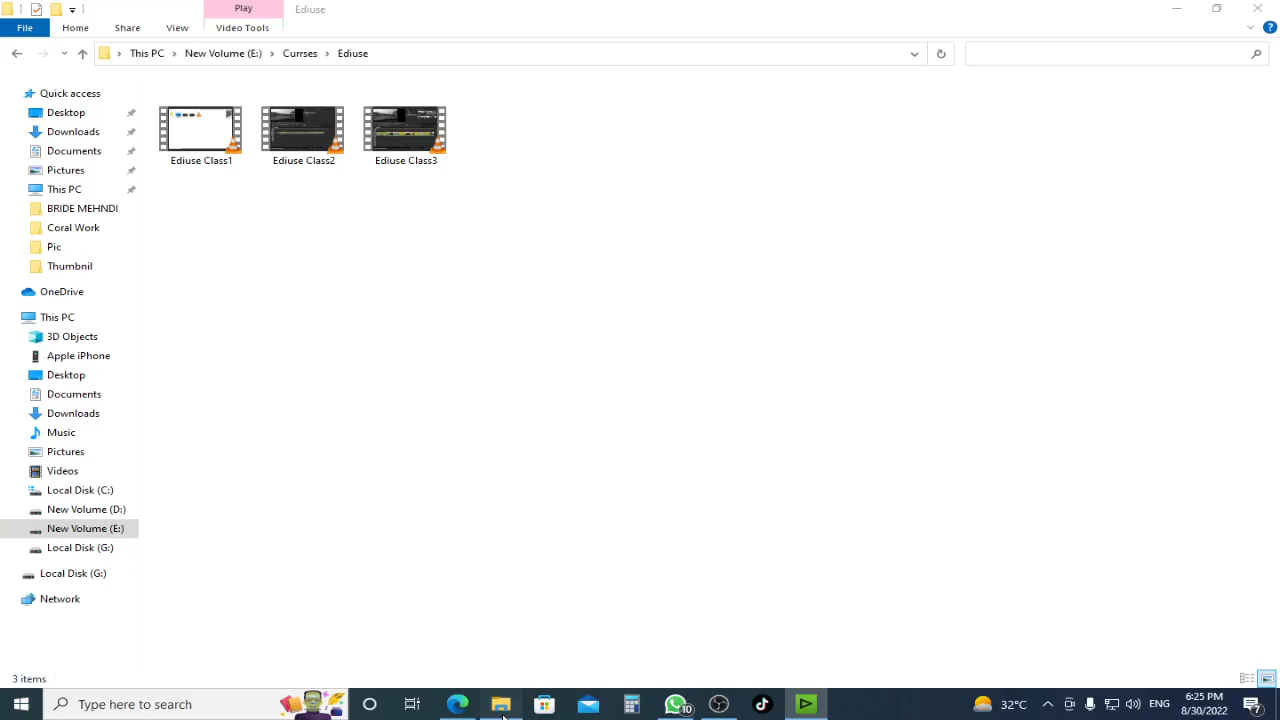 Play
Ediuse
File
Home
Share
View
Video Tools
This PC
New Volume (E:)
Currses
Ediuse
Quick access
Desktop
Downloads
Documents
Pictures
This PC
BRIDE MEHNDI
Coral Work
Pic
Thumbnail
OneDrive
This PC
3D Objects
Apple iPhone
Desktop
Documents
Downloads
Music
Pictures
Videos
Local Disk (C:)
New Volume (D:)
New Volume (E:)
Local Disk (G:)
Local Disk (G:)
Network
Ediuse Class1
Ediuse Class2
Ediuse Class3
3 items
Type here to search
10
32°C
ENG
6:25 PM
8/30/2022
7